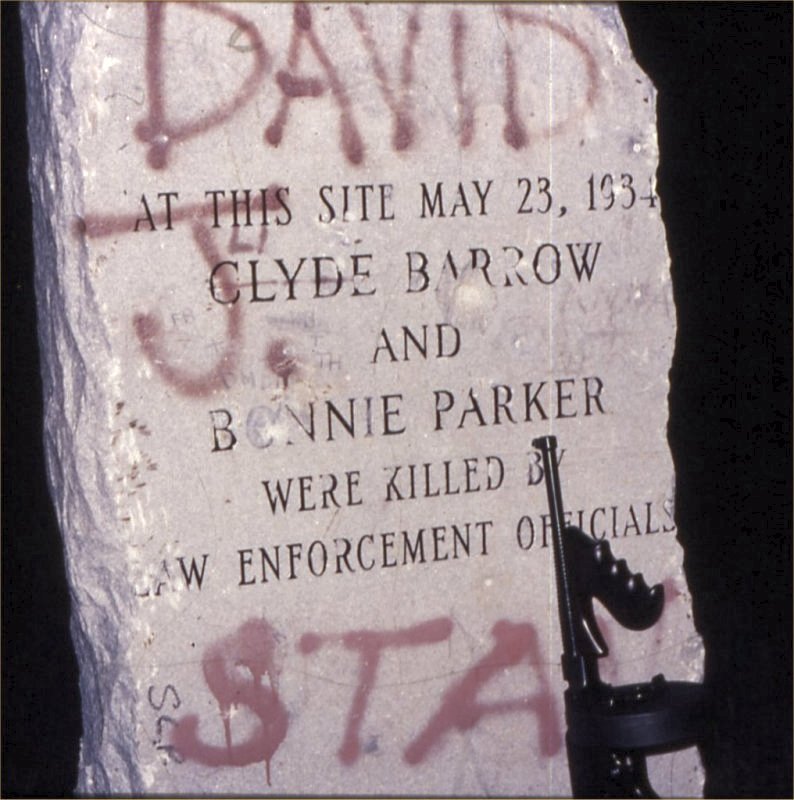 DAVID
AT THIS SITE MAY 23, 1934
J.
CLYDE BARROW
AND
BONNIE PARKER
WERE KILLED BY
LAW ENFORCEMENT OFFICIALS
STA